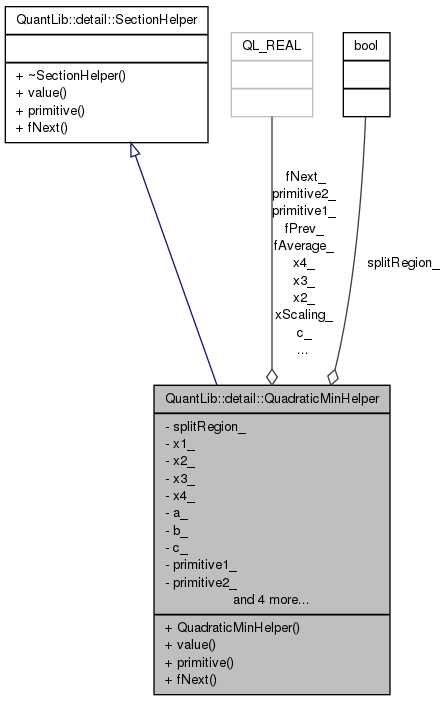 QuantLib::detail::SectionHelper
+ ~SectionHelper()
+ value()
+ primitive()
+ fNext()
QL_REAL
bool
fNext_
primitive2_
primitive1_
fPrev_
fAverage_
x4_
x3_
x2_
xScaling_
c_
...
splitRegion_
QuantLib::detail::QuadraticMinHelper
- splitRegion_
- x1_
- x2_
- x3_
- x4_
- a_
- b_
- c_
- primitive1_
- primitive2_
and 4 more...
+ QuadraticMinHelper()
+ value()
+ primitive()
+ fNext()